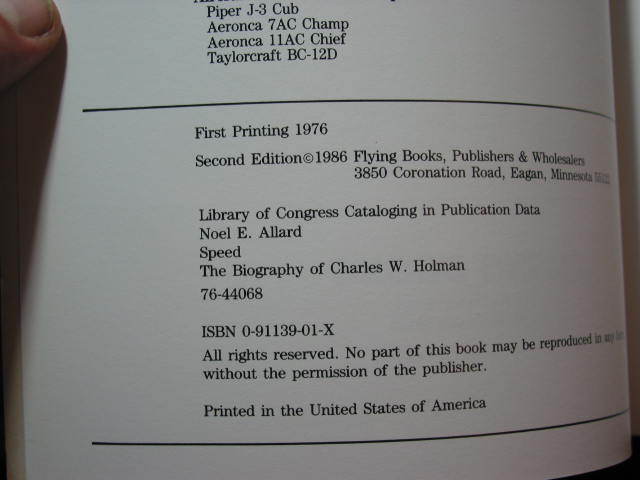 Piper J-3 Cub
Aeronca 7AC Champ
Aeronca 11AC Chief
Taylorcraft BC-12D
First Printing 1976
Second Edition©1986 Flying Books, Publishers & Wholesalers
3850 Coronation Road, Eagan, Minnesota
Library of Congress Cataloging in Publication Data
Noel E. Allard
Speed
The Biography of Charles W. Holman
76-44068
ISBN 0-91139-01-X
All rights reserved. No part of this book may be reproduced in any
without the permission of the publisher.
Printed in the United States of America